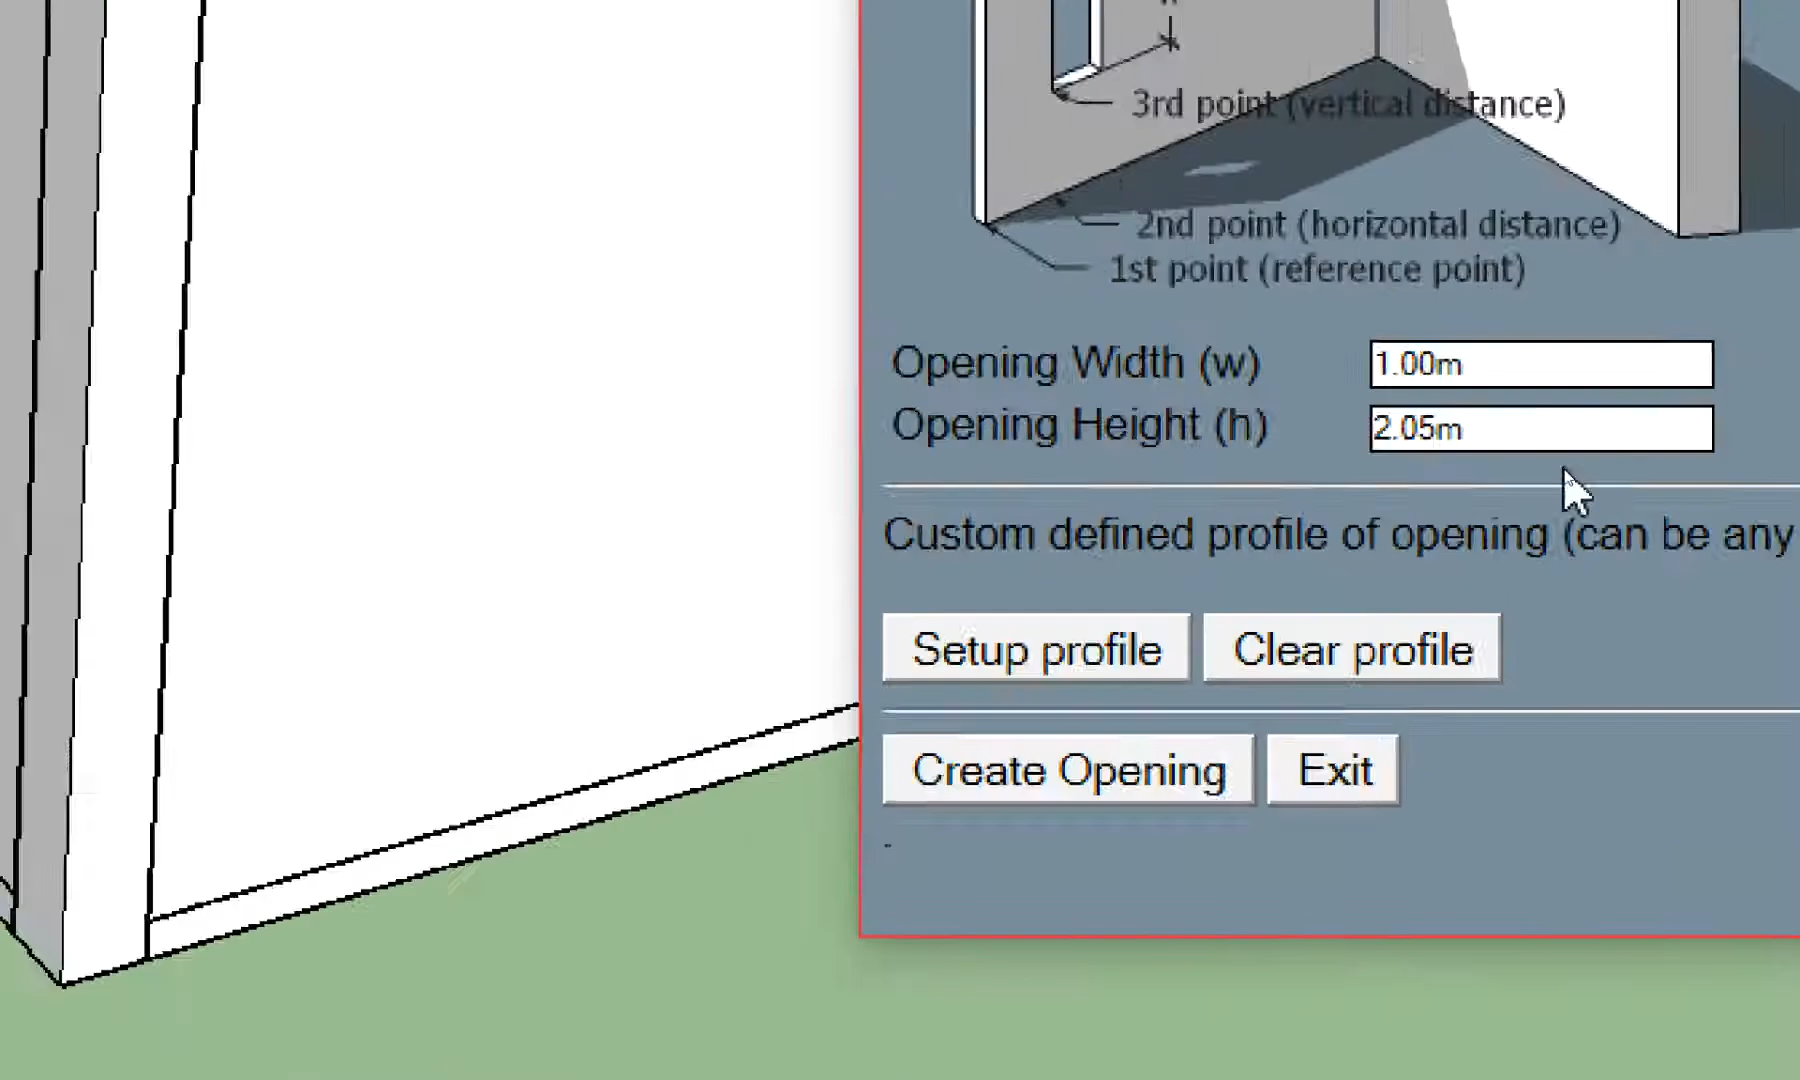 3rd point (vertical distance)
2nd point (horizontal distance)
1st point (reference point)
Opening Width (w) 1.00m
Opening Height (h) 2.05m
Custom defined profile of opening (can be any
Setup profile Clear profile
Create Opening Exit
.